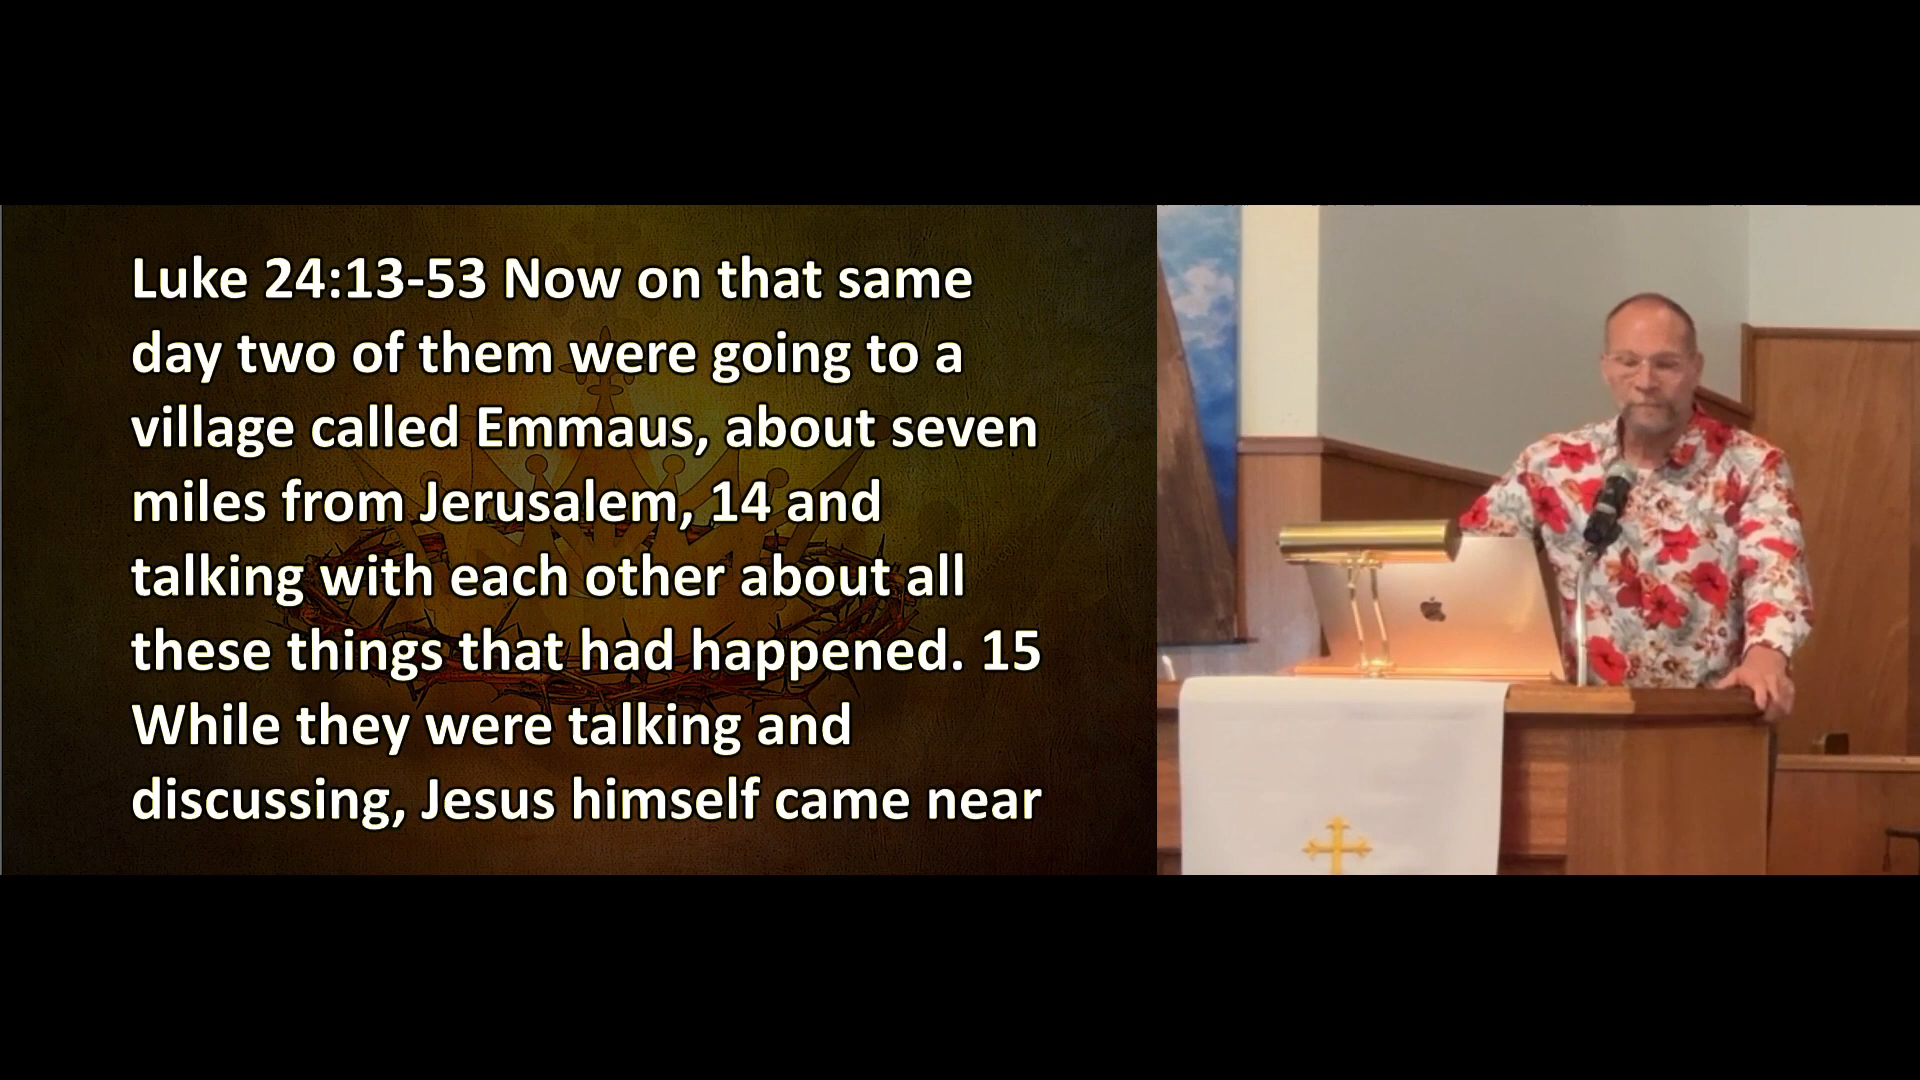 Luke 24:13-53 Now on that same
day two of them were going to a
village called Emmaus, about seven
miles from Jerusalem, 14 and
talking with each other about all
these things that had happened. 15
While they were talking and
discussing, Jesus himself came near